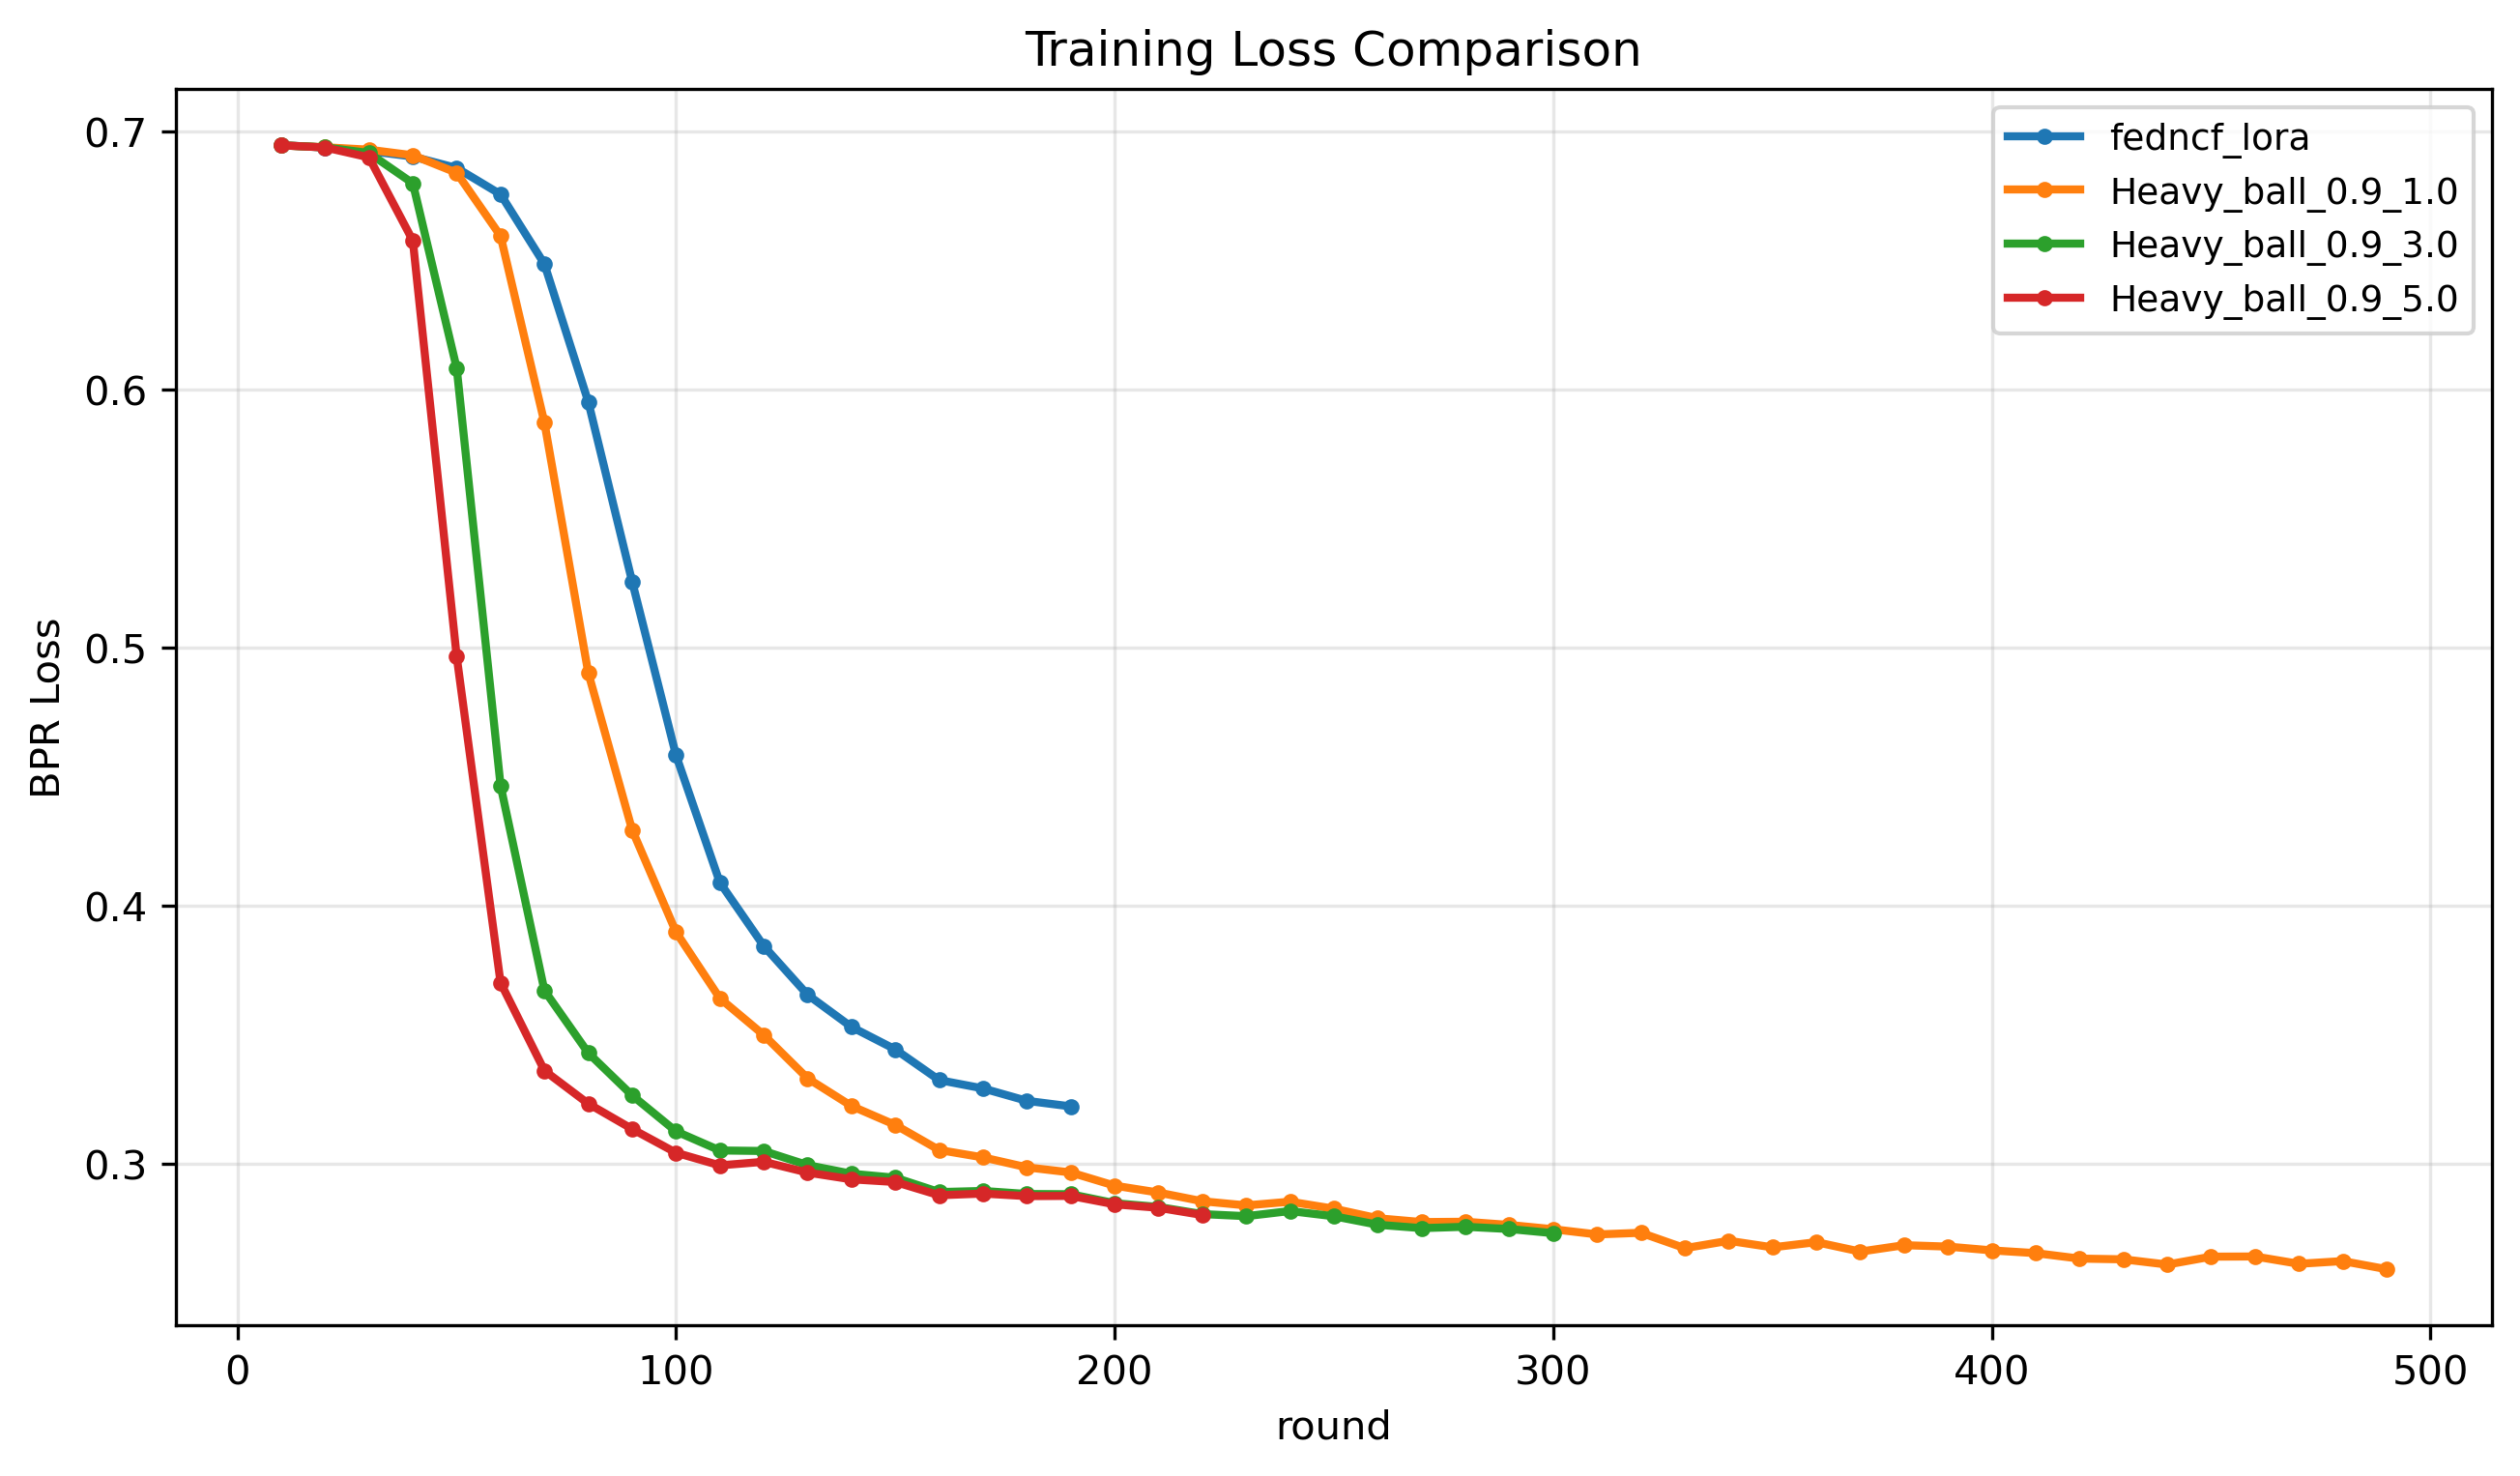 Training Loss Comparison
fedncf_lora
Heavy_ball_0.9_1.0
Heavy_ball_0.9_3.0
Heavy_ball_0.9_5.0
BPR Loss
0.7
0.6
0.5
0.4
0.3
0 100 200 300 400 500
round